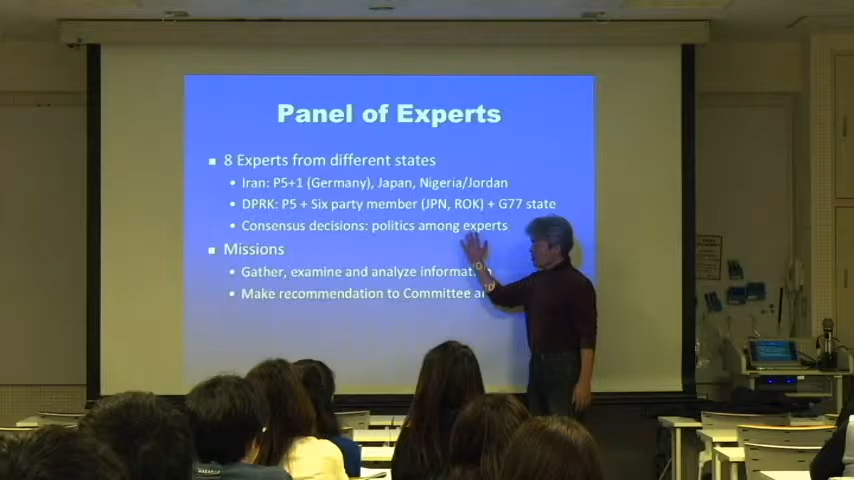 Panel of Experts
8 Experts from different states
Iran: P5+1 (Germany), Japan, Nigeria/Jordan
DPRK: P5 + Six party member (JPN, ROK) + G77 state
Consensus decisions: politics among experts
Missions
Gather, examine and analyze
Make recommendation to Committee